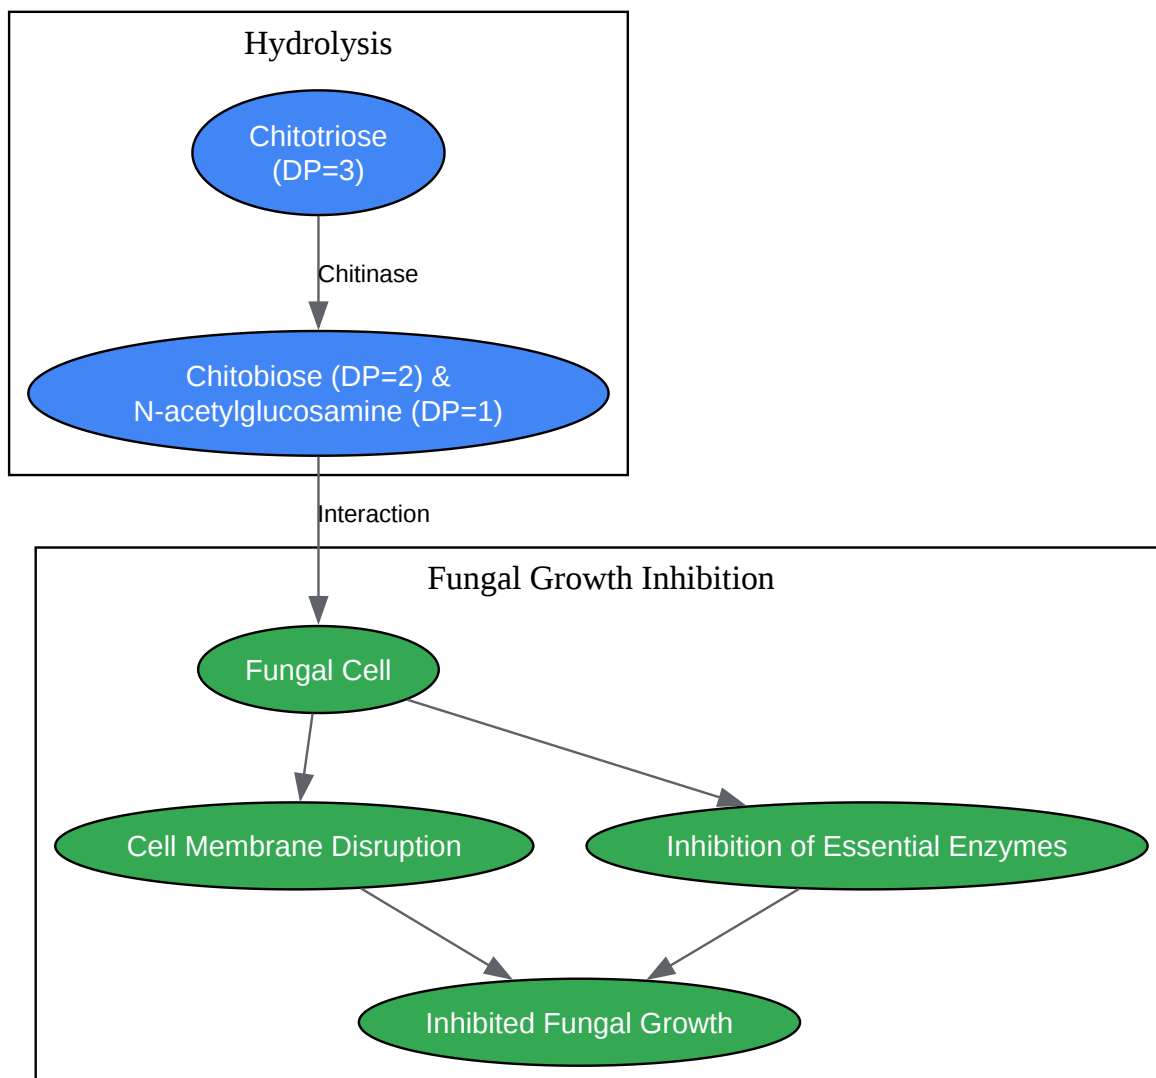 Hydrolysis
Chitotriose
(DP=3)
Chitinase
Chitobiose (DP=2) &
N-acetylglucosamine (DP=1)
Interaction
Fungal Growth Inhibition
Fungal Cell
Cell Membrane Disruption
Inhibition of Essential Enzymes
Inhibited Fungal Growth